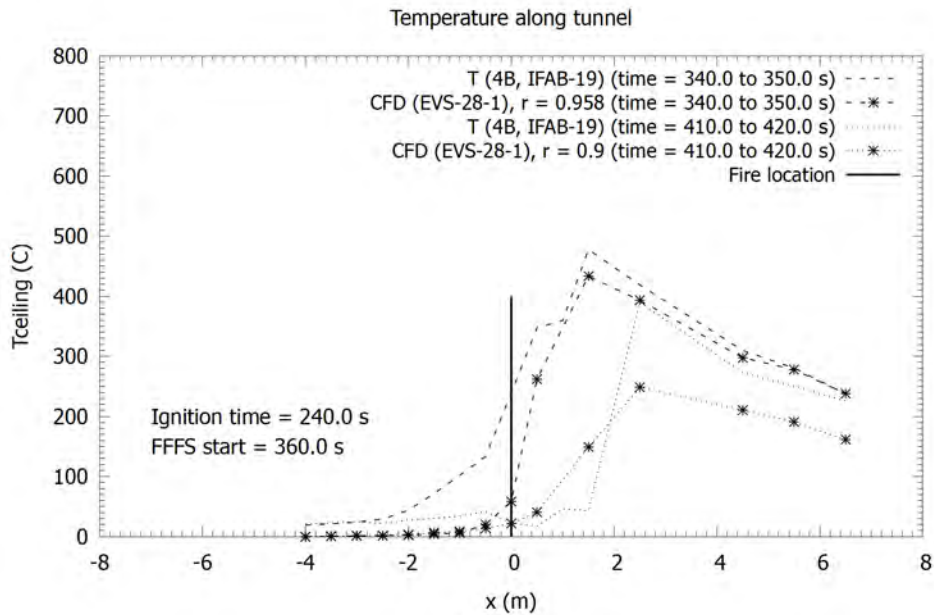 Temperature along tunnel
800
700
600
500
400
300
200
100
0
Tceiling (C)
T (4B, IFAB-19) (time = 340.0 to 350.0 s)
CFD (EVS-28-1), r = 0.958 (time = 340.0 to 350.0 s)
T (4B, IFAB-19) (time = 410.0 to 420.0 s)
CFD (EVS-28-1), r = 0.9 (time = 410.0 to 420.0 s)
Fire location
Ignition time = 240.0 s
FFFS start = 360.0 s
-8 -6 -4 -2 0 2 4 6 8
x (m)